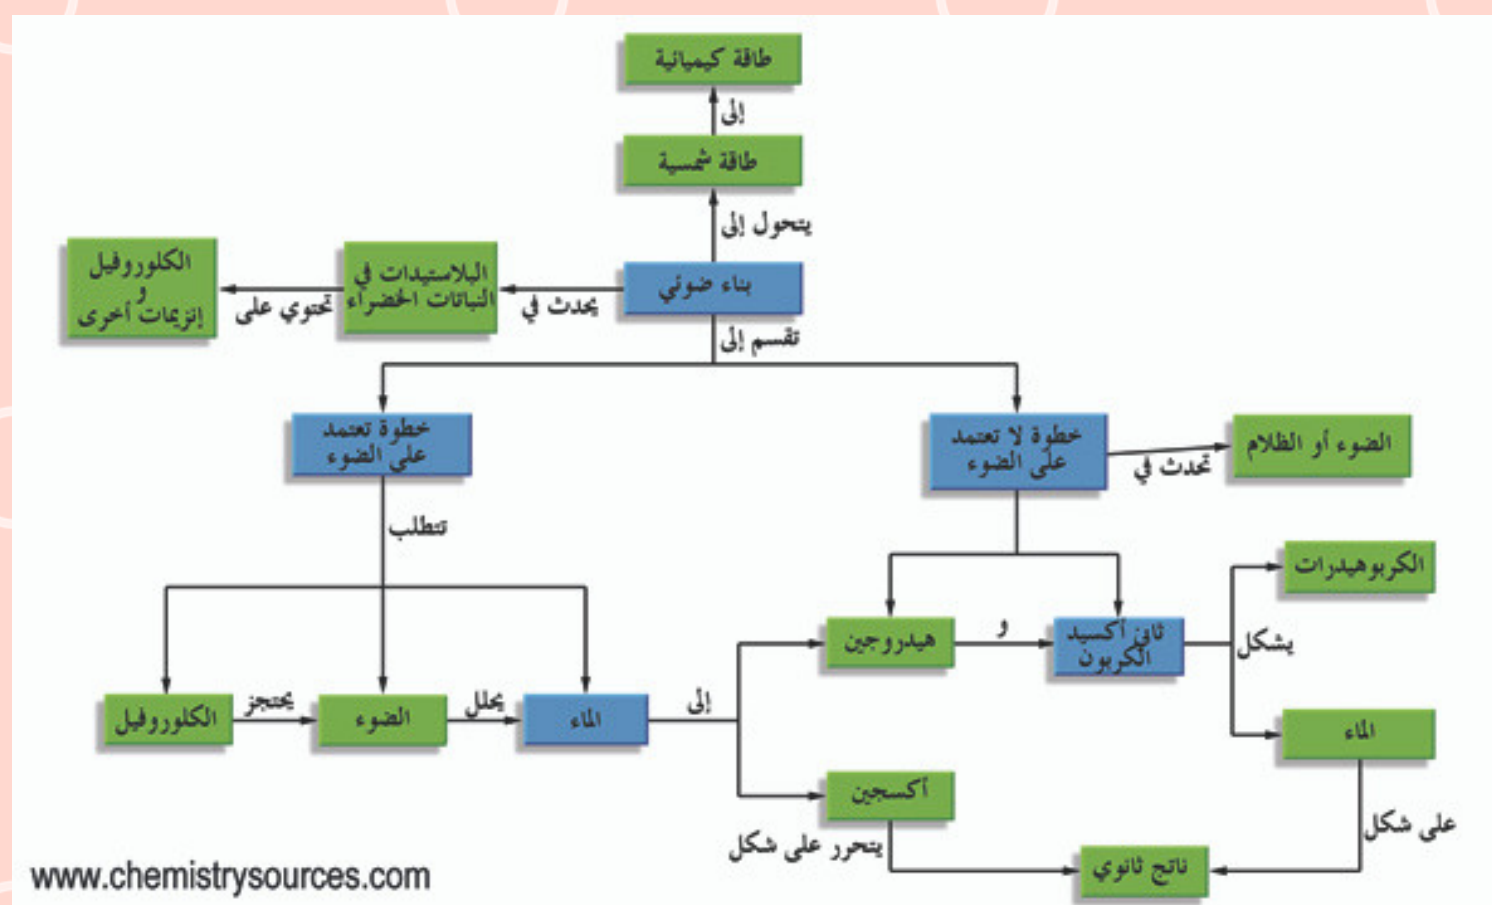 طاقة كيميائية
إلى
طاقة شمسية
يتحول إلى
بناء ضوئي
يحدث في
البلاستيدات في
النباتات الخضراء
تحتوي على
الكلوروفيل
و
إنزيمات أخرى
تقسم إلى
خطوة لا تعتمد
على الضوء
تحدث في
الضوء أو الظلام
خطوة تعتمد
على الضوء
تتطلب
الكلوروفيل
يحتجز
الضوء
يحلل
الماء
إلى
هيدروجين
و
ثاني أكسيد
الكربون
يشكل
الكربوهيدرات
الماء
على شكل
أكسجين
يتحرر على شكل
ناتج ثانوي
www.chemistrysources.com